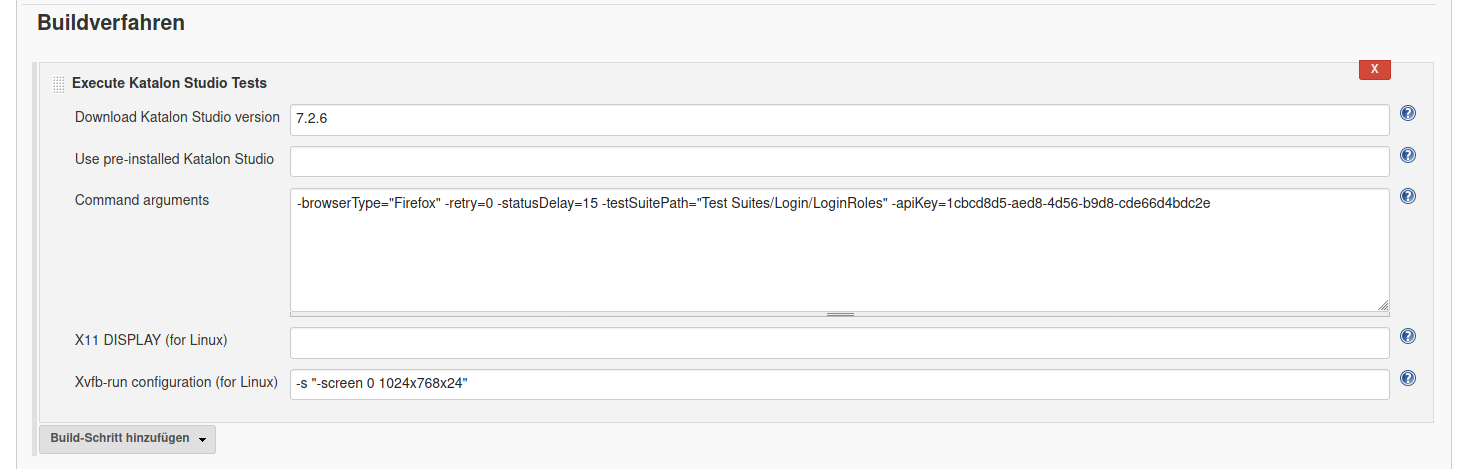 Buildverfahren
Execute Katalon Studio Tests
X
Download Katalon Studio version
7.2.6
Use pre-installed Katalon Studio
Command arguments
-browserType="Firefox" -retry=0 -statusDelay=15 -testSuitePath="Test Suites/Login/LoginRoles" -apiKey=1cbcd8d5-aed8-4d56-b9d8-cde66d4bdc2e
X11 DISPLAY (for Linux)
Xvfb-run configuration (for Linux)
-s "-screen 0 1024x768x24"
Build-Schritt hinzufügen